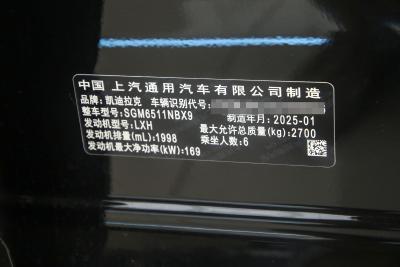 中国 上汽通用汽车有限公司制造
品牌:凯迪拉克 车辆识别代号:
整车型号:SGM6511NBX9 制造年月:2025-01
发动机型号:LXH 最大允许总质量(kg):2700
发动机排量(mL):1998 乘坐人数:6
发动机最大净功率(kW):169